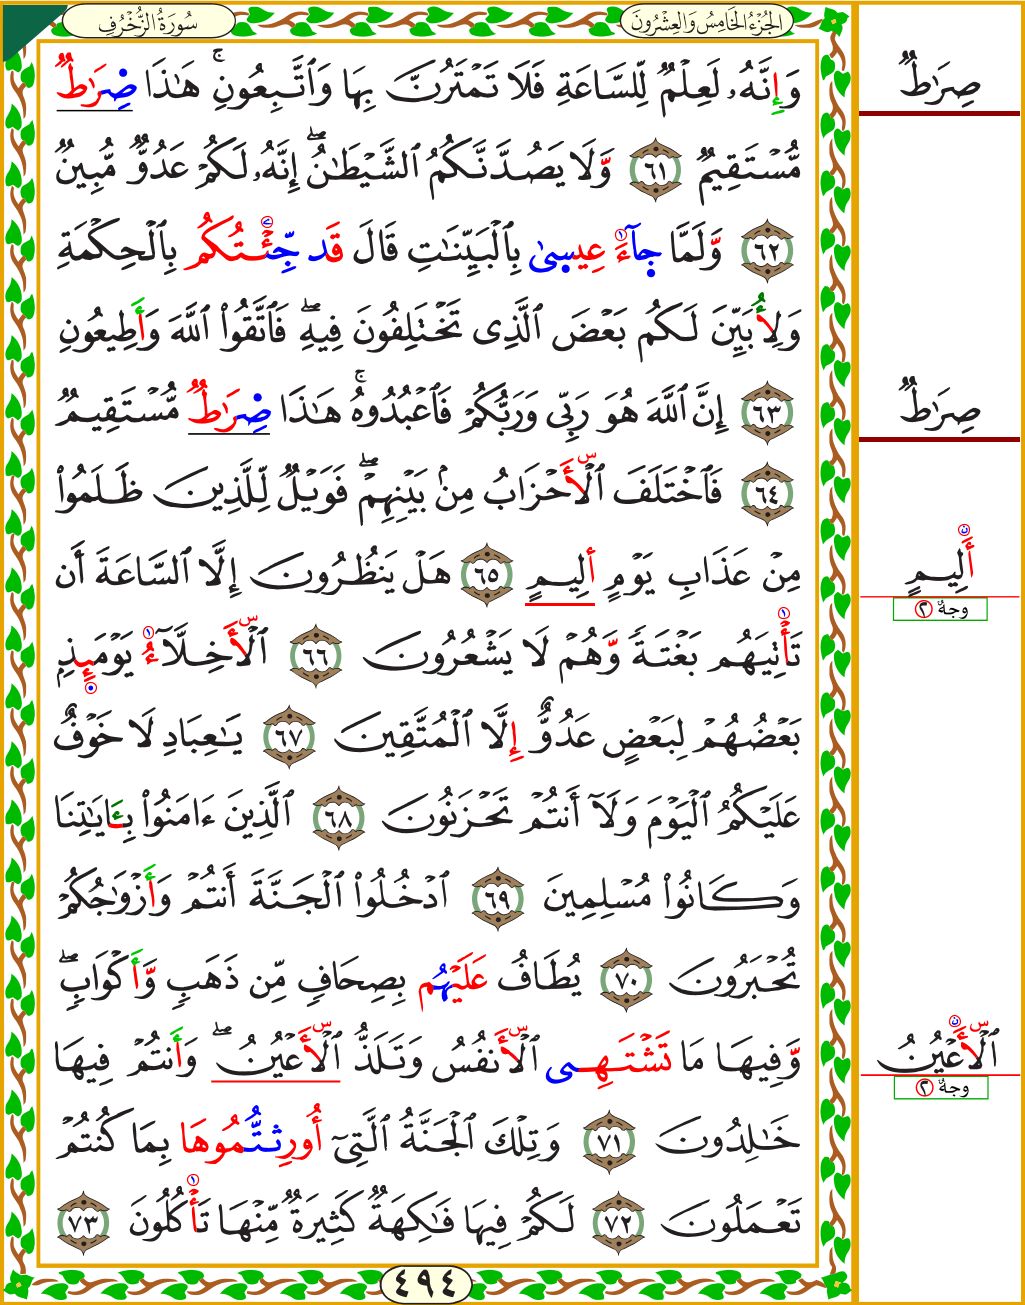 سُورَةُ الزُّخْرُفِ
الجُزْءُ الخَامِسُ وَالعِشْرُونَ
وَإِنَّهُۥ لَعِلْمٌ لِّلسَّاعَةِ فَلَا تَمْتَرُنَّ بِهَا وَٱتَّبِعُونِۚ هَٰذَا صِرَٰطٌ
مُّسْتَقِيمٌ ٦١ وَلَا يَصُدَّنَّكُمُ ٱلشَّيْطَٰنُۖ إِنَّهُۥ لَكُمْ عَدُوٌّ مُّبِينٌ
٦٢ وَلَمَّا جَآءَ عِيسَىٰ بِٱلْبَيِّنَٰتِ قَالَ قَد جِّئْتُكُم بِٱلْحِكْمَةِ
وَلِأُبَيِّنَ لَكُم بَعْضَ ٱلَّذِى تَخْتَلِفُونَ فِيهِۖ فَٱتَّقُوا۟ ٱللَّهَ وَأَطِيعُونِ
٦٣ إِنَّ ٱللَّهَ هُوَ رَبِّى وَرَبُّكُمْ فَٱعْبُدُوهُۚ هَٰذَا صِرَٰطٌ مُّسْتَقِيمٌ
٦٤ فَٱخْتَلَفَ ٱلْأَحْزَابُ مِنۢ بَيْنِهِمْۖ فَوَيْلٌ لِّلَّذِينَ ظَلَمُوا۟
مِنْ عَذَابِ يَوْمٍ أَلِيمٍ ٦٥ هَلْ يَنظُرُونَ إِلَّا ٱلسَّاعَةَ أَن
تَأْتِيَهُم بَغْتَةً وَهُمْ لَا يَشْعُرُونَ ٦٦ ٱلْأَخِلَّآءُ يَوْمَئِذٍۭ
بَعْضُهُمْ لِبَعْضٍ عَدُوٌّ إِلَّا ٱلْمُتَّقِينَ ٦٧ يَٰعِبَادِ لَا خَوْفٌ
عَلَيْكُمُ ٱلْيَوْمَ وَلَآ أَنتُمْ تَحْزَنُونَ ٦٨ ٱلَّذِينَ ءَامَنُوا۟ بِـَٔايَٰتِنَا
وَكَانُوا۟ مُسْلِمِينَ ٦٩ ٱدْخُلُوا۟ ٱلْجَنَّةَ أَنتُمْ وَأَزْوَٰجُكُمْ
تُحْبَرُونَ ٧٠ يُطَافُ عَلَيْهِم بِصِحَافٍ مِّن ذَهَبٍ وَأَكْوَابٍۖ
وَفِيهَا مَا تَشْتَهِى ٱلْأَنفُسُ وَتَلَذُّ ٱلْأَعْيُنُۖ وَأَنتُمْ فِيهَا
خَٰلِدُونَ ٧١ وَتِلْكَ ٱلْجَنَّةُ ٱلَّتِىٓ أُورِثتُّمُوهَا بِمَا كُنتُمْ
تَعْمَلُونَ ٧٢ لَكُمْ فِيهَا فَٰكِهَةٌ كَثِيرَةٌ مِّنْهَا تَأْكُلُونَ ٧٣
٤٩٤
صِرَٰطٌ
صِرَٰطٌ
أَلِيمٍ
وجهٌ ٢
ٱلْأَعْيُنُ
وجهٌ ٢